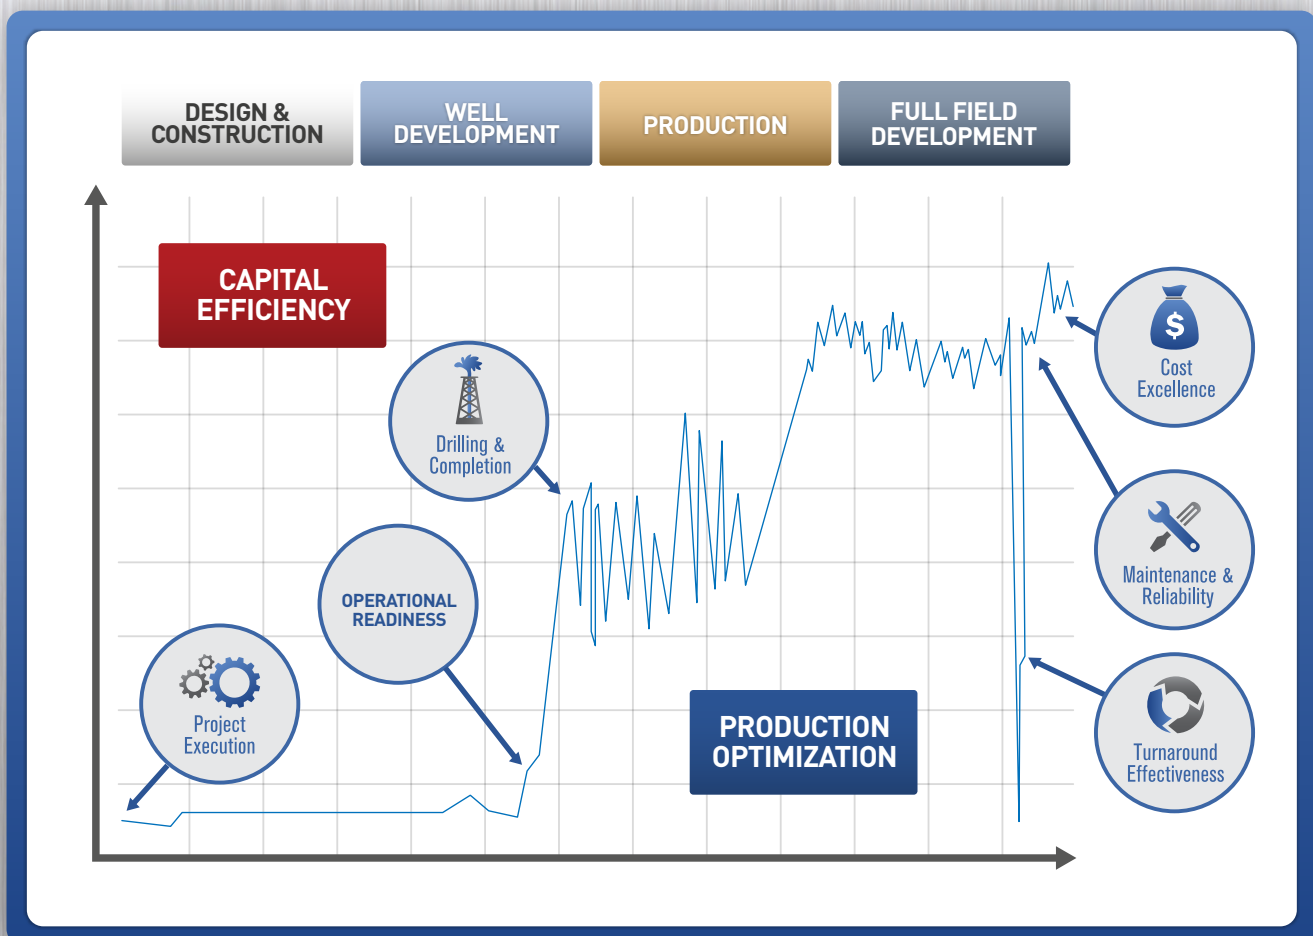 DESIGN &
CONSTRUCTION
WELL
DEVELOPMENT
PRODUCTION
FULL FIELD
DEVELOPMENT
CAPITAL
EFFICIENCY
$
Cost
Excellence
Drilling &
Completion
Maintenance &
Reliability
OPERATIONAL
READINESS
Project
Execution
PRODUCTION
OPTIMIZATION
Turnaround
Effectiveness